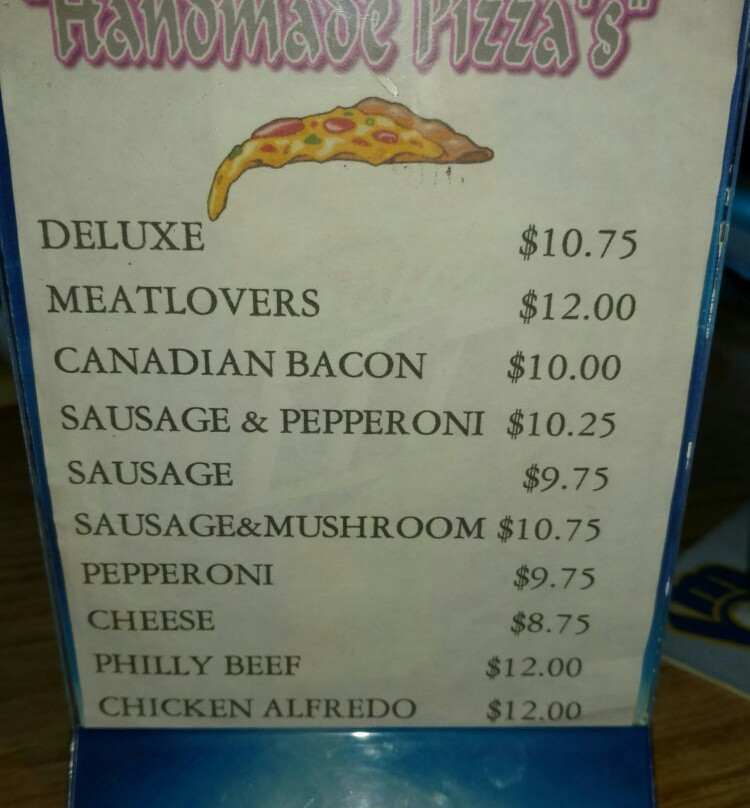 "Handmade Pizza's"
DELUXE $10.75
MEATLOVERS $12.00
CANADIAN BACON $10.00
SAUSAGE & PEPPERONI $10.25
SAUSAGE $9.75
SAUSAGE&MUSHROOM $10.75
PEPPERONI $9.75
CHEESE $8.75
PHILLY BEEF $12.00
CHICKEN ALFREDO $12.00